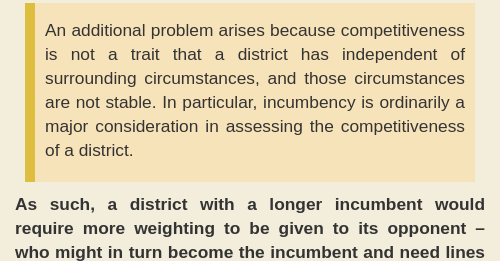 An additional problem arises because competitiveness
is not a trait that a district has independent of
surrounding circumstances, and those circumstances
are not stable. In particular, incumbency is ordinarily a
major consideration in assessing the competitiveness
of a district.
As such, a district with a longer incumbent would
require more weighting to be given to its opponent –
who might in turn become the incumbent and need lines